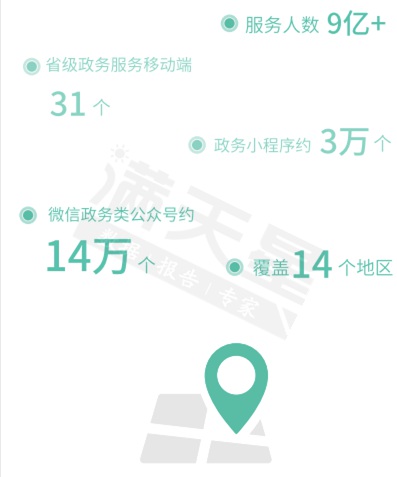 服务人数 9亿+
省级政务服务移动端
31 个
政务小程序约 3万 个
微信政务类公众号约
14万 个
覆盖 14 个地区
满天星
报告 | 专家